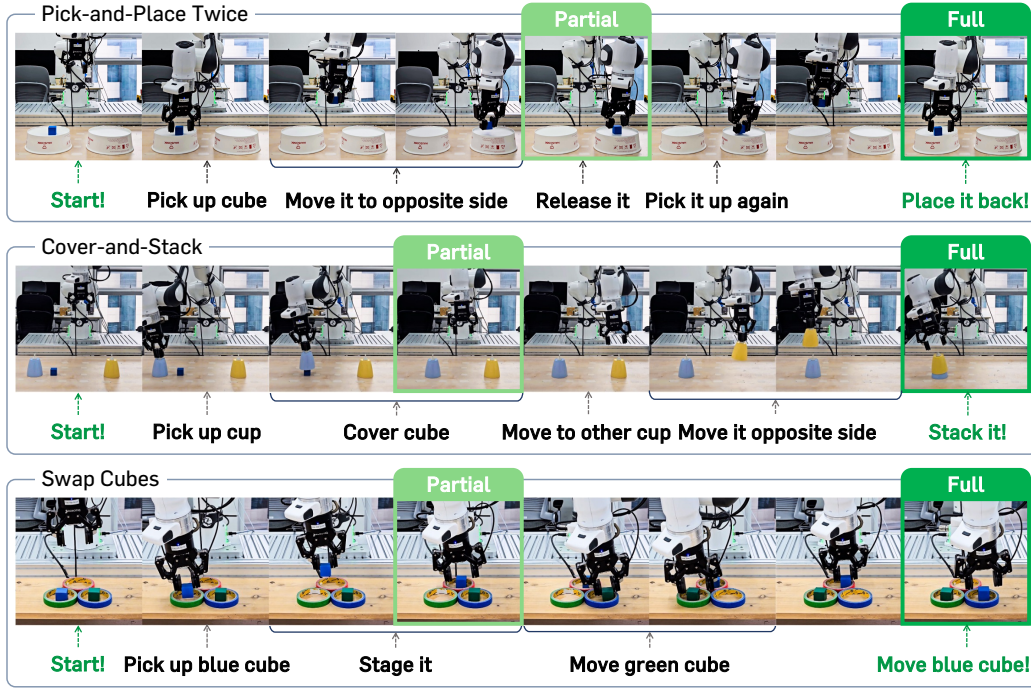 Pick-and-Place Twice
Partial
Full
Start!
Pick up cube
Move it to opposite side
Release it
Pick it up again
Place it back!
Cover-and-Stack
Partial
Full
Start!
Pick up cup
Cover cube
Move to other cup
Move it opposite side
Stack it!
Swap Cubes
Partial
Full
Start!
Pick up blue cube
Stage it
Move green cube
Move blue cube!